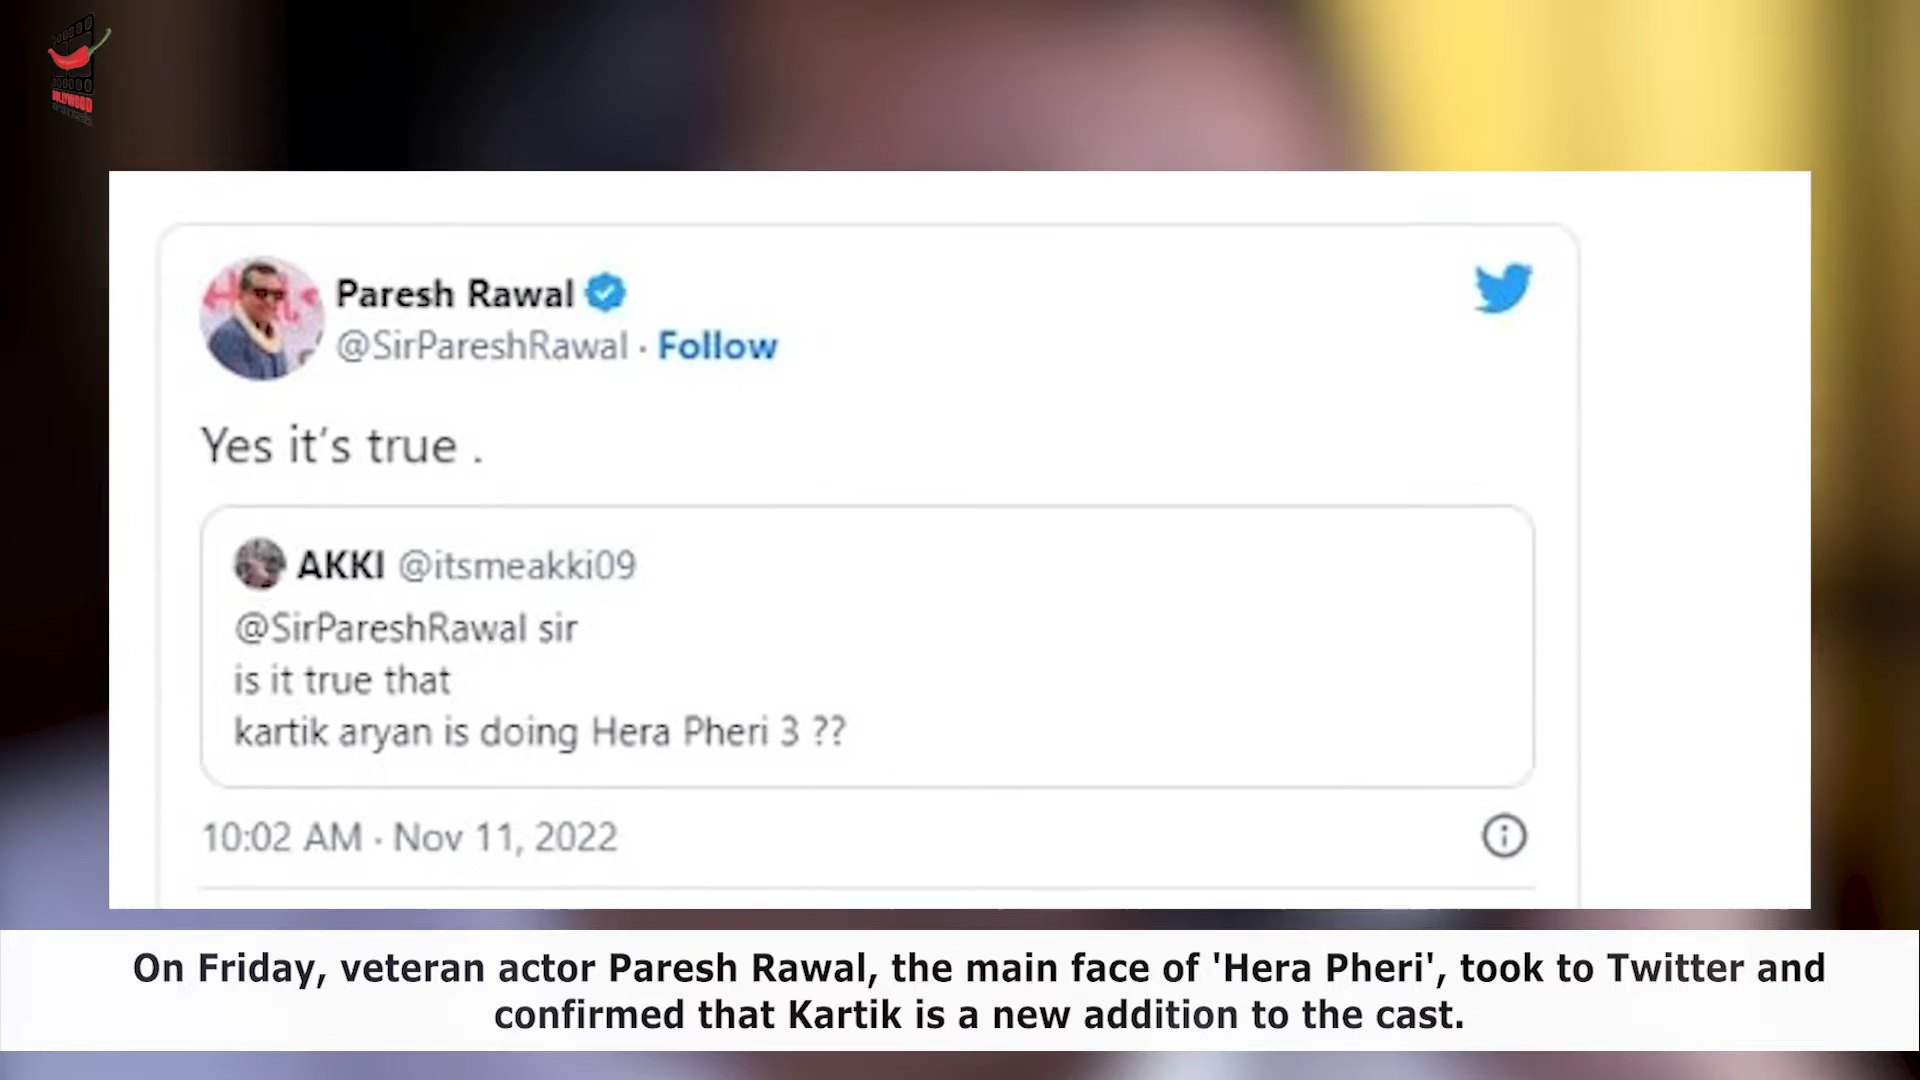 BOLLYWOOD
Paresh Rawal
@SirPareshRawal · Follow
Yes it's true .
AKKI @itsmeakki09
@SirPareshRawal sir
is it true that
kartik aryan is doing Hera Pheri 3 ??
10:02 AM · Nov 11, 2022
On Friday, veteran actor Paresh Rawal, the main face of 'Hera Pheri', took to Twitter and
confirmed that Kartik is a new addition to the cast.